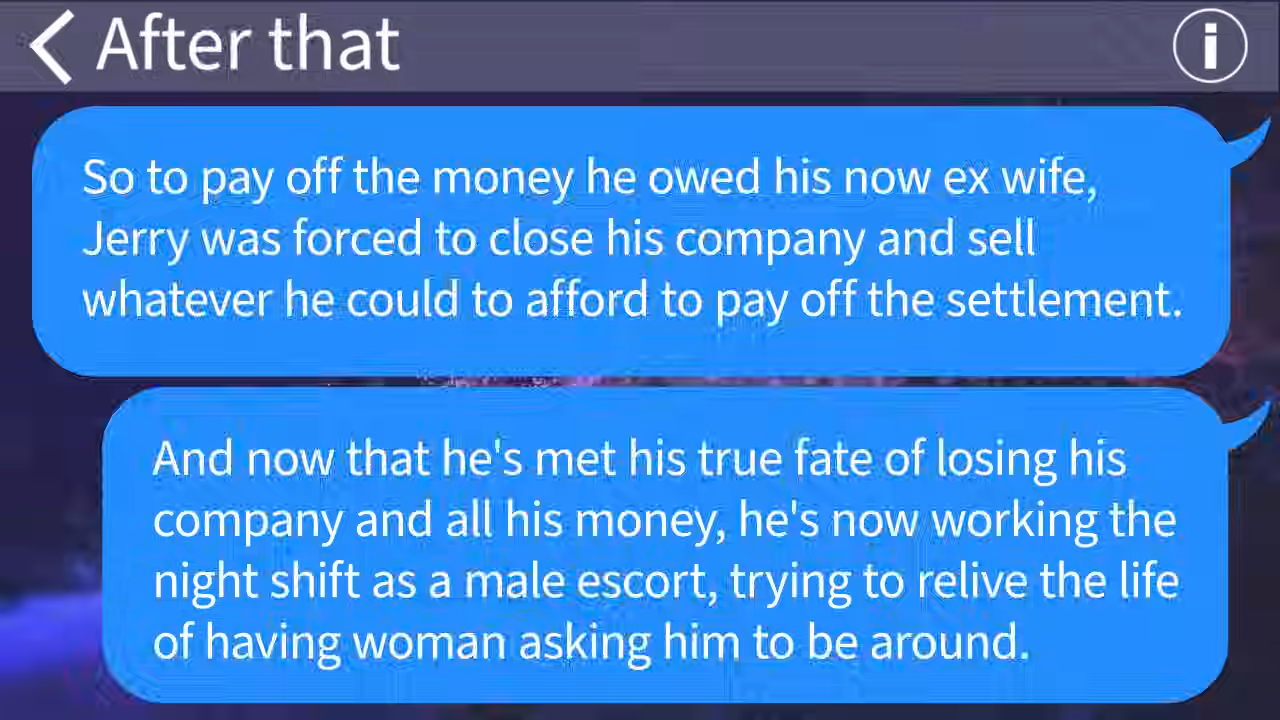 After that
So to pay off the money he owed his now ex wife,
Jerry was forced to close his company and sell
whatever he could to afford to pay off the settlement.
And now that he's met his true fate of losing his
company and all his money, he's now working the
night shift as a male escort, trying to relive the life
of having woman asking him to be around.